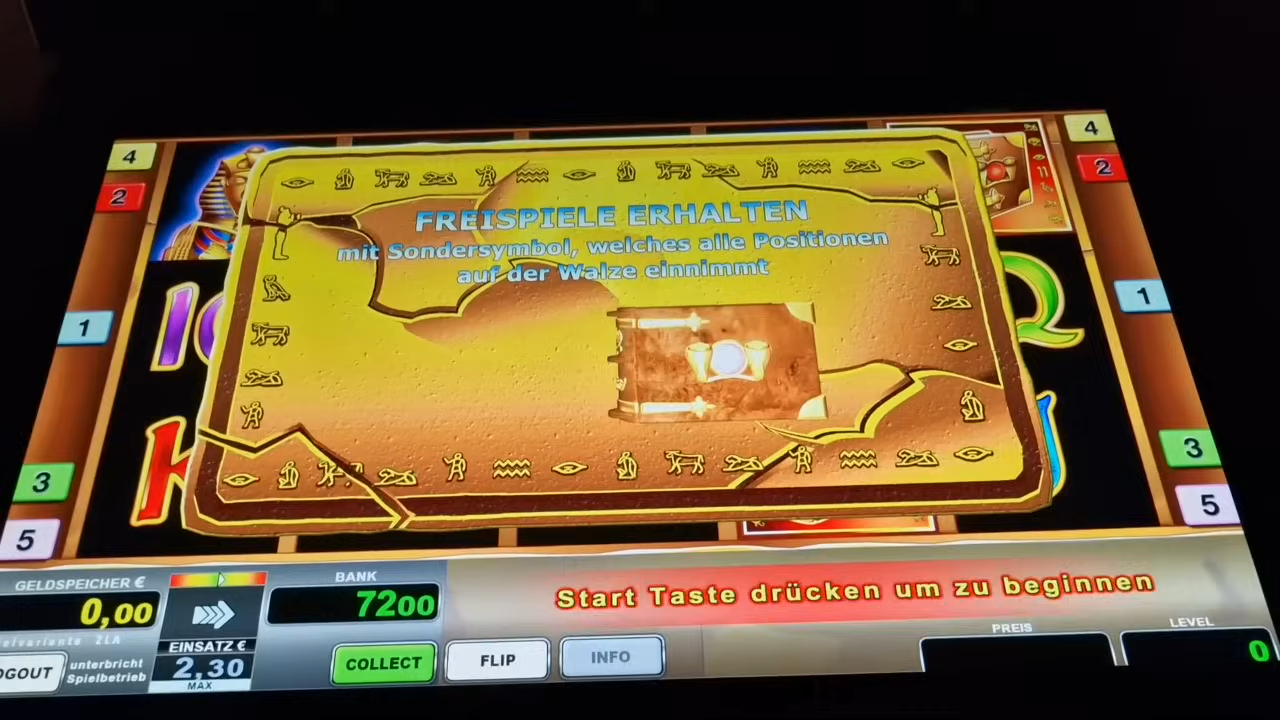 4
4
2
2
FREISPIELE ERHALTEN
mit Sondersymbol, welches alle Positionen
auf der Walze einnimmt
1
1
Q
K
3
3
5
5
GELDSPEICHER €
0,00
BANK
7200
Start Taste drücken um zu beginnen
EINSATZ €
2,30
MAX
unterbricht
Spielbetrieb
COLLECT
FLIP
INFO
PREIS
LEVEL
0